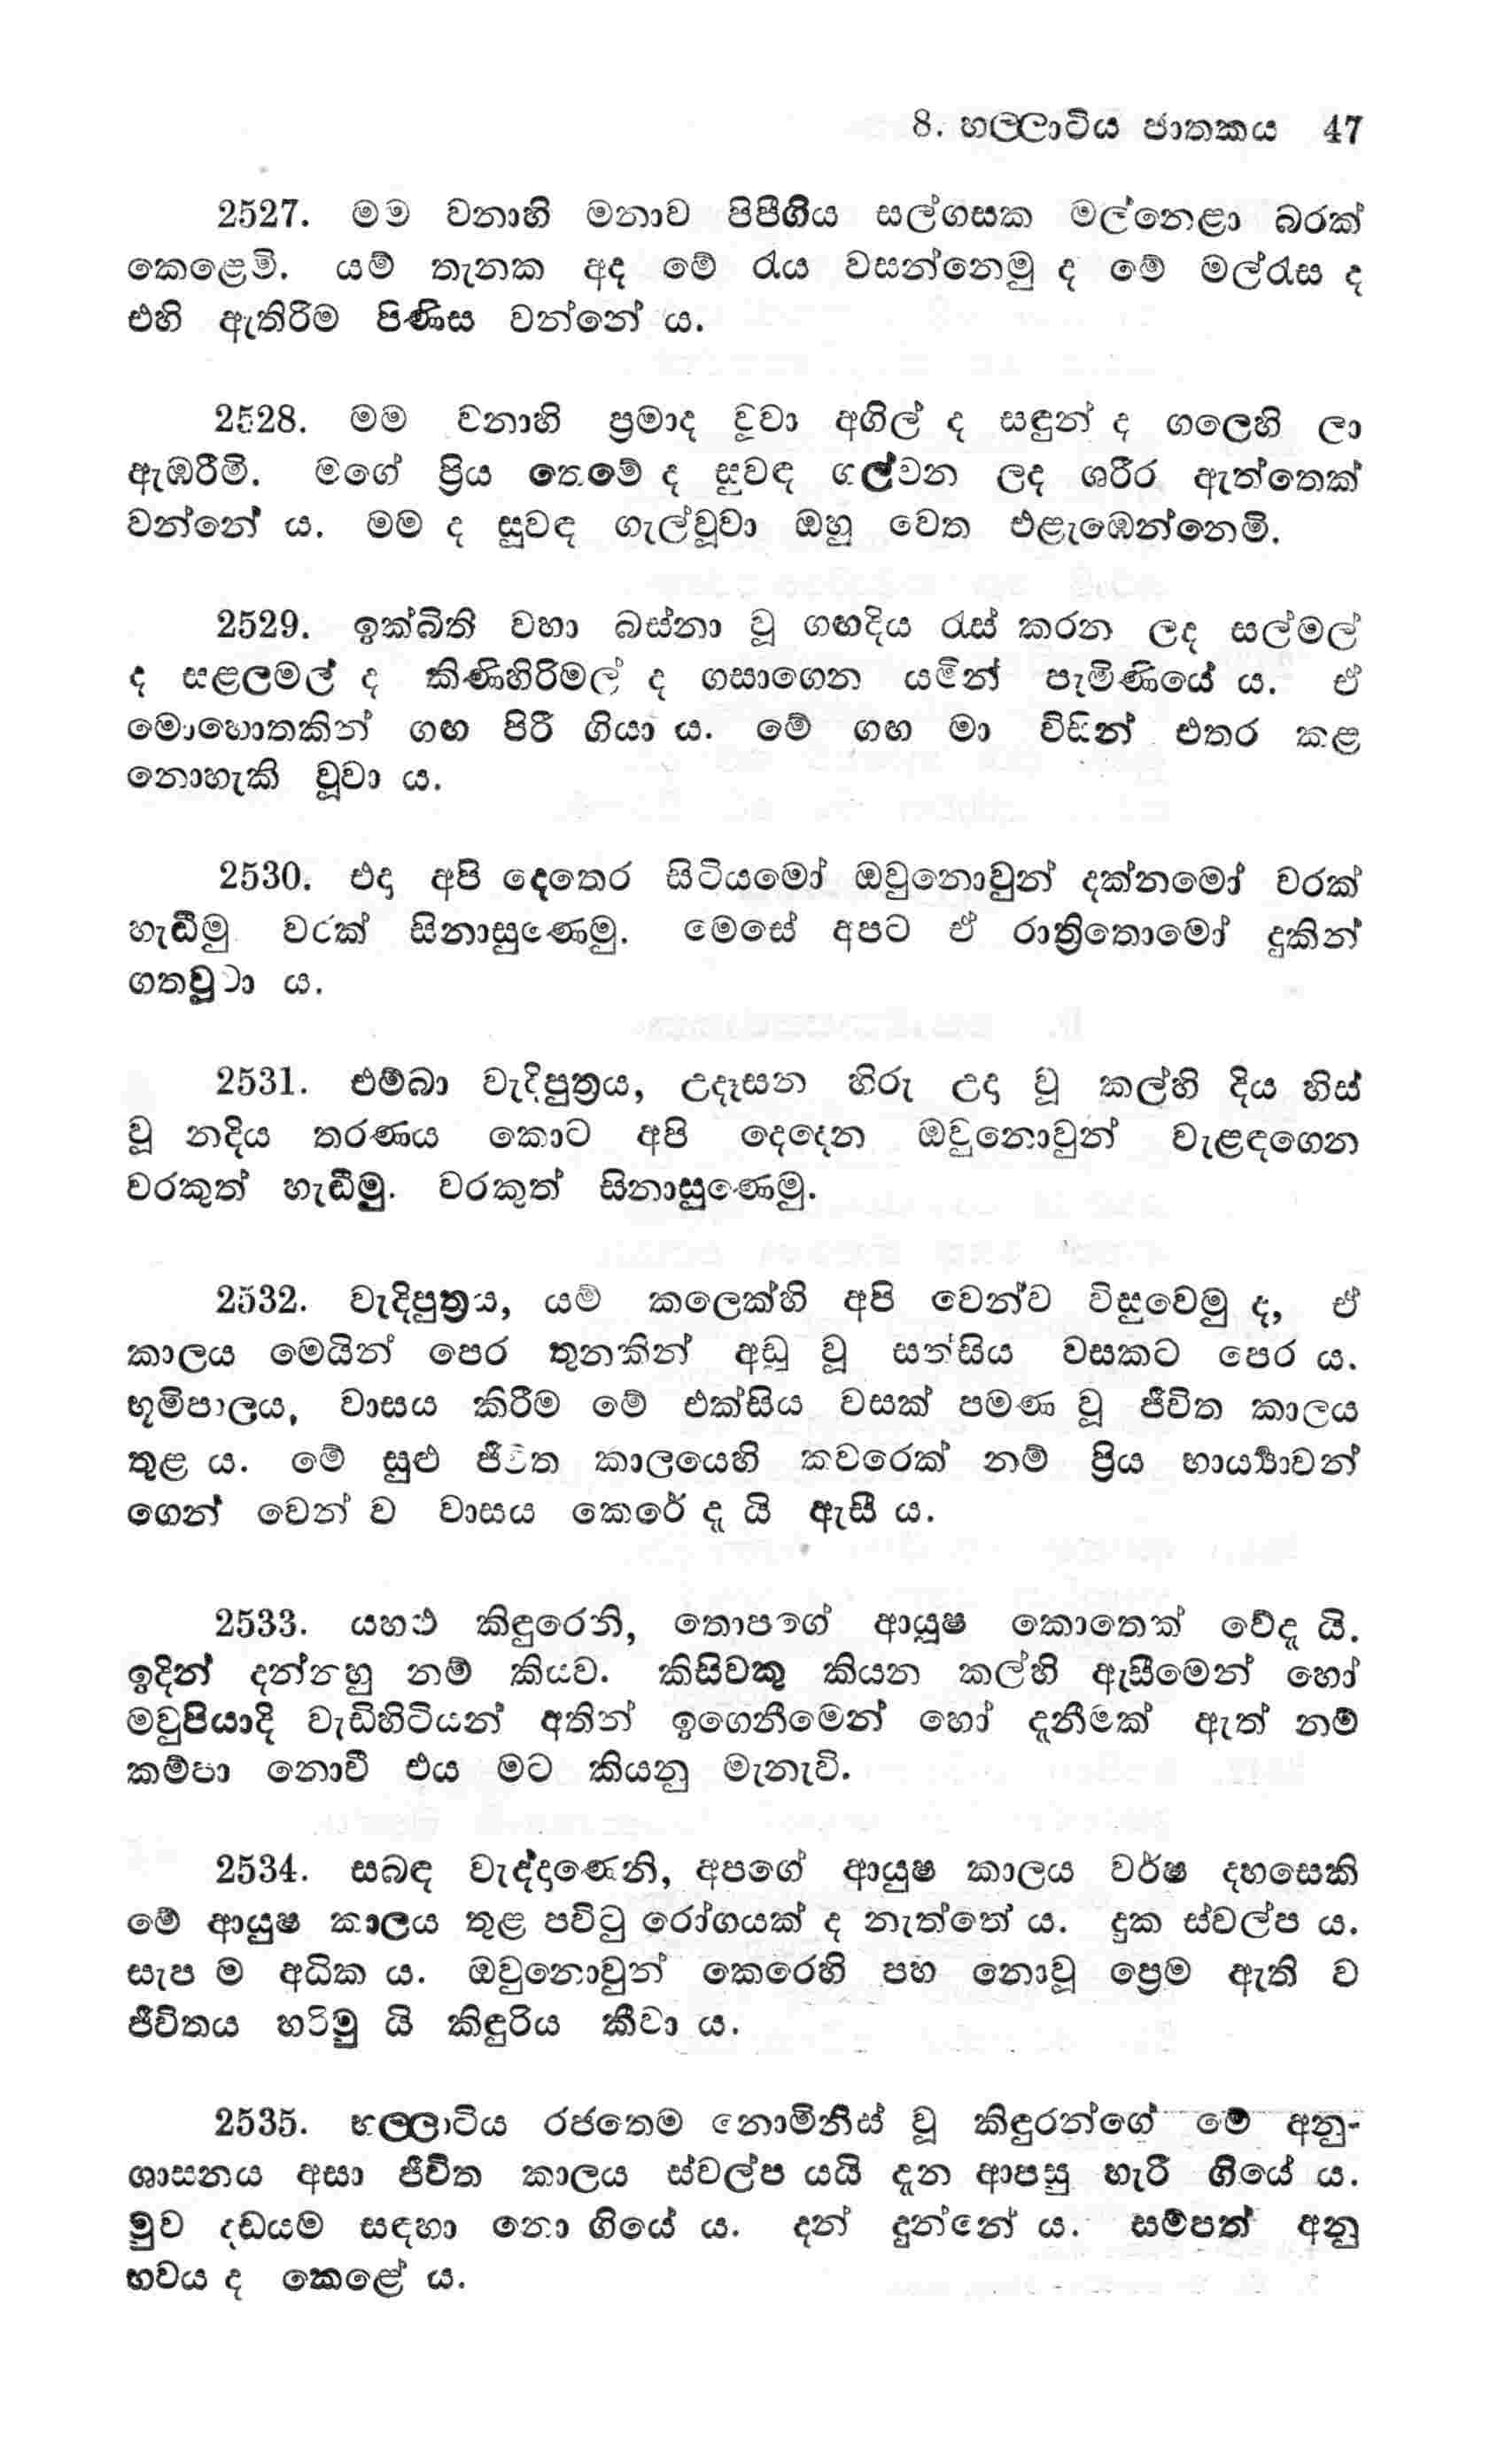 8. භල්ලාටිය ජාතකය 47
2527. මම වනාහි මනාව පිපීගිය සල්ගසක මල්නෙළා බරක්
කෙළෙමි. යම් තැනක අද මේ රැය වසන්නෙමු ද මේ මල්රැස ද
එහි ඇතිරීම පිණිස වන්නේ ය.
2528. මම වනාහි ප්‍රමාද වූවා අගිල් ද සඳුන් ද ගලෙහි ලා
ඇඹරීමි. මගේ ප්‍රිය තෙමේ ද සුවඳ ගල්වන ලද ශරීර ඇත්තෙක්
වන්නේ ය. මම ද සුවඳ ගැල්වූවා ඔහු වෙත එළැඹෙන්නෙමි.
2529. ඉක්බිති වහා බස්නා වූ ගඟදිය රැස් කරන ලද සල්මල්
ද සළලමල් ද කිණිහිරිමල් ද ගසාගෙන යමින් පැමිණියේ ය. ඒ
මොහොතකින් ගඟ පිරී ගියා ය. මේ ගඟ මා විසින් එතර කළ
නොහැකි වූවා ය.
2530. එදා අපි දෙතෙර සිටියමෝ ඔවුනොවුන් දක්නමෝ වරක්
හැඬීමු වරක් සිනාසුණෙමු. මෙසේ අපට ඒ රාත්‍රිතොමෝ දුකින්
ගතවූවා ය.
2531. එම්බා වැදිපුත්‍රය, උදෑසන හිරු උදා වූ කල්හි දිය හිස්
වූ නදිය තරණය කොට අපි දෙදෙන ඔවුනොවුන් වැළඳගෙන
වරකුත් හැඬීමු. වරකුත් සිනාසුණෙමු.
2532. වැදිපුත්‍රය, යම් කලෙක්හි අපි වෙන්ව විසුවෙමු ද, ඒ
කාලය මෙයින් පෙර තුනකින් අඩු වූ සත්සිය වසකට පෙර ය.
භූමිපාලය, වාසය කිරීම මේ එක්සිය වසක් පමණ වූ ජීවිත කාලය
තුළ ය. මේ සුළු ජීවිත කාලයෙහි කවරෙක් නම් ප්‍රිය භාර්‍ය්‍යාවන්
ගෙන් වෙන් ව වාසය කෙරේ දැ යි ඇසී ය.
2533. යහළු කිඳුරෙනි, තොපගේ ආයුෂ කොතෙක් වේදැ යි.
ඉදින් දන්නහු නම් කියව. කිසිවකු කියන කල්හි ඇසීමෙන් හෝ
මවුපියාදි වැඩිහිටියන් අතින් ඉගෙනීමෙන් හෝ දැනීමක් ඇත් නම්
කම්පා නොවී එය මට කියනු මැනැවි.
2534. සබඳ වැද්දාණෙනි, අපගේ ආයුෂ කාලය වර්ෂ දහසෙකි
මේ ආයුෂ කාලය තුළ පවිටු රෝගයක් ද නැත්තේ ය. දුක ස්වල්ප ය.
සැප ම අධික ය. ඔවුනොවුන් කෙරෙහි පහ නොවූ ප්‍රෙම ඇති ව
ජීවිතය හරිමු යි කිඳුරිය කීවා ය.
2535. භල්ලාටිය රජතෙම නොමිනිස් වූ කිඳුරන්ගේ මේ අනු-
ශාසනය අසා ජීවිත කාලය ස්වල්ප යයි දැන ආපසු හැරී ගියේ ය.
මුව දඩයම් සඳහා නො ගියේ ය. දන් දුන්නේ ය. සම්පත් අනු
භවය ද කෙළේ ය.